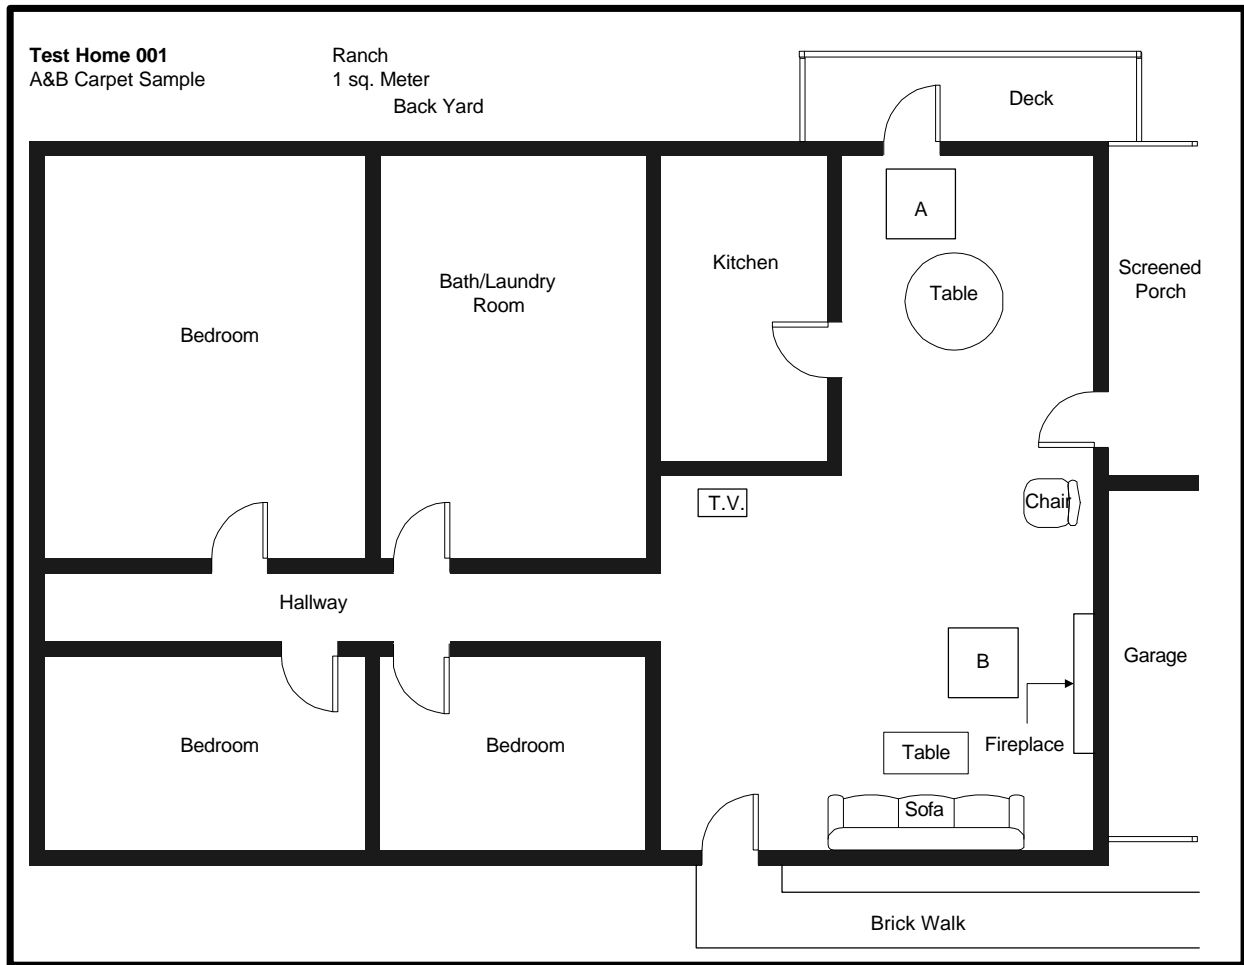 Test Home 001
Ranch
A&B Carpet Sample
1 sq. Meter
Back Yard
Deck
A
Kitchen
Table
Screened
Porch
Bath/Laundry
Room
Bedroom
T.V.
Chair
Hallway
B
Garage
Bedroom
Bedroom
Table
Fireplace
Sofa
Brick Walk